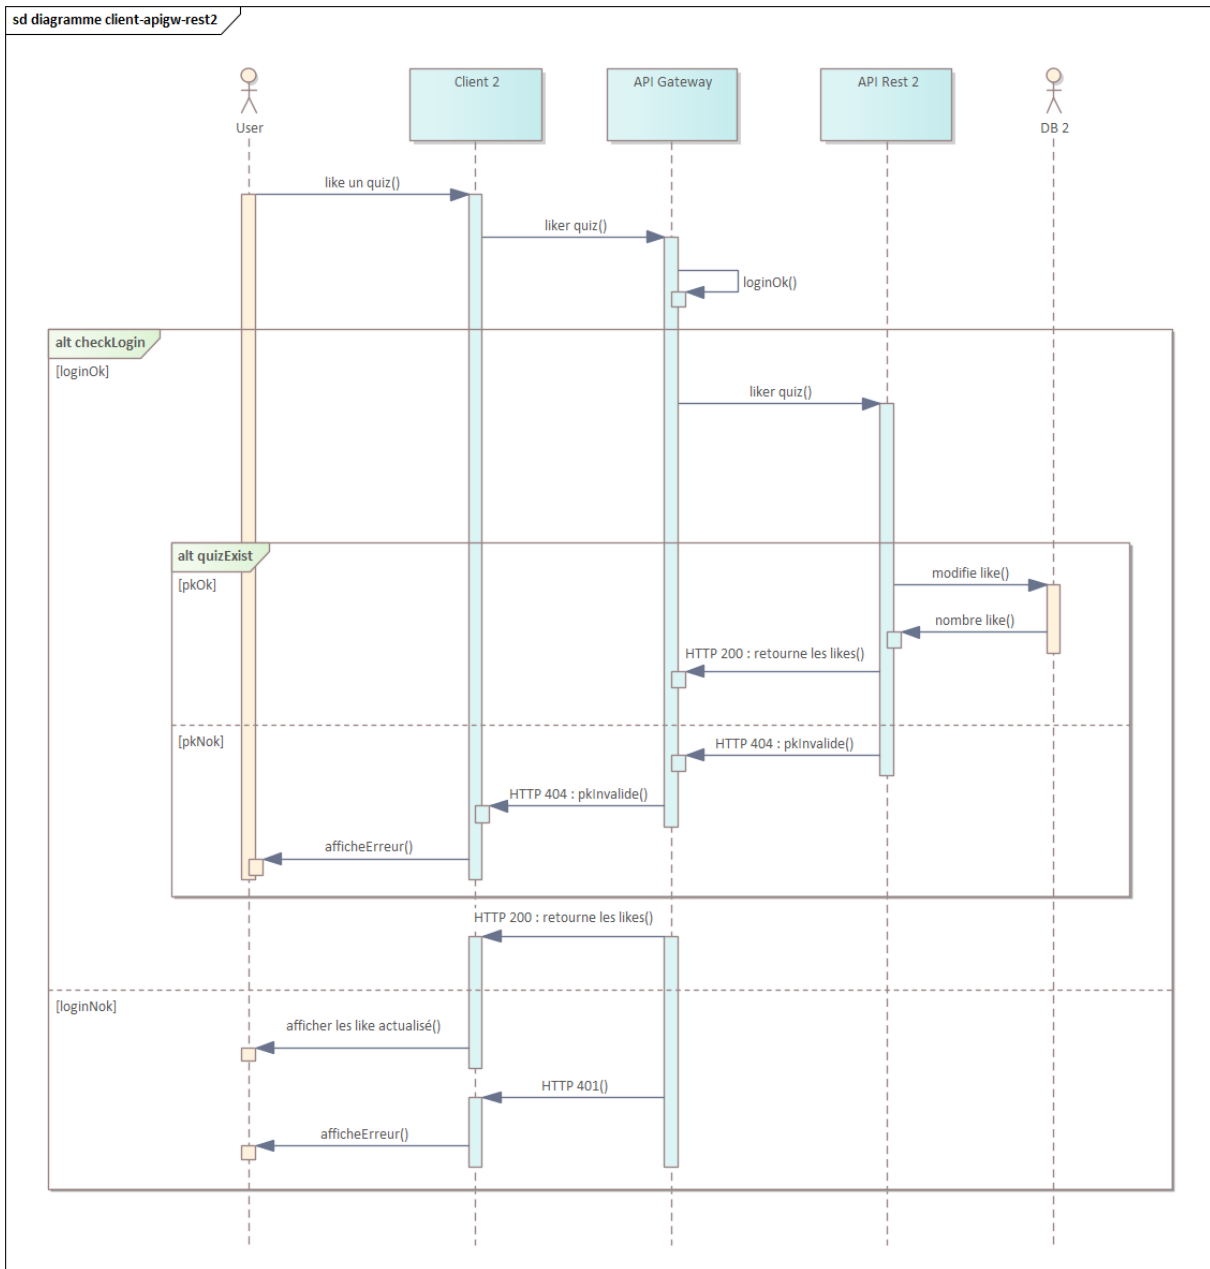 sd diagramme client-apigw-rest2
User
Client 2
API Gateway
API Rest 2
DB 2
like un quiz()
liker quiz()
loginOk()
alt checkLogin
[loginOk]
liker quiz()
alt quizExist
[pkOk]
modifie like()
nombre like()
HTTP 200 : retourne les likes()
[pkNok]
HTTP 404 : pkInvalide()
HTTP 404 : pkInvalide()
afficheErreur()
HTTP 200 : retourne les likes()
[loginNok]
afficher les like actualisé()
HTTP 401()
afficheErreur()